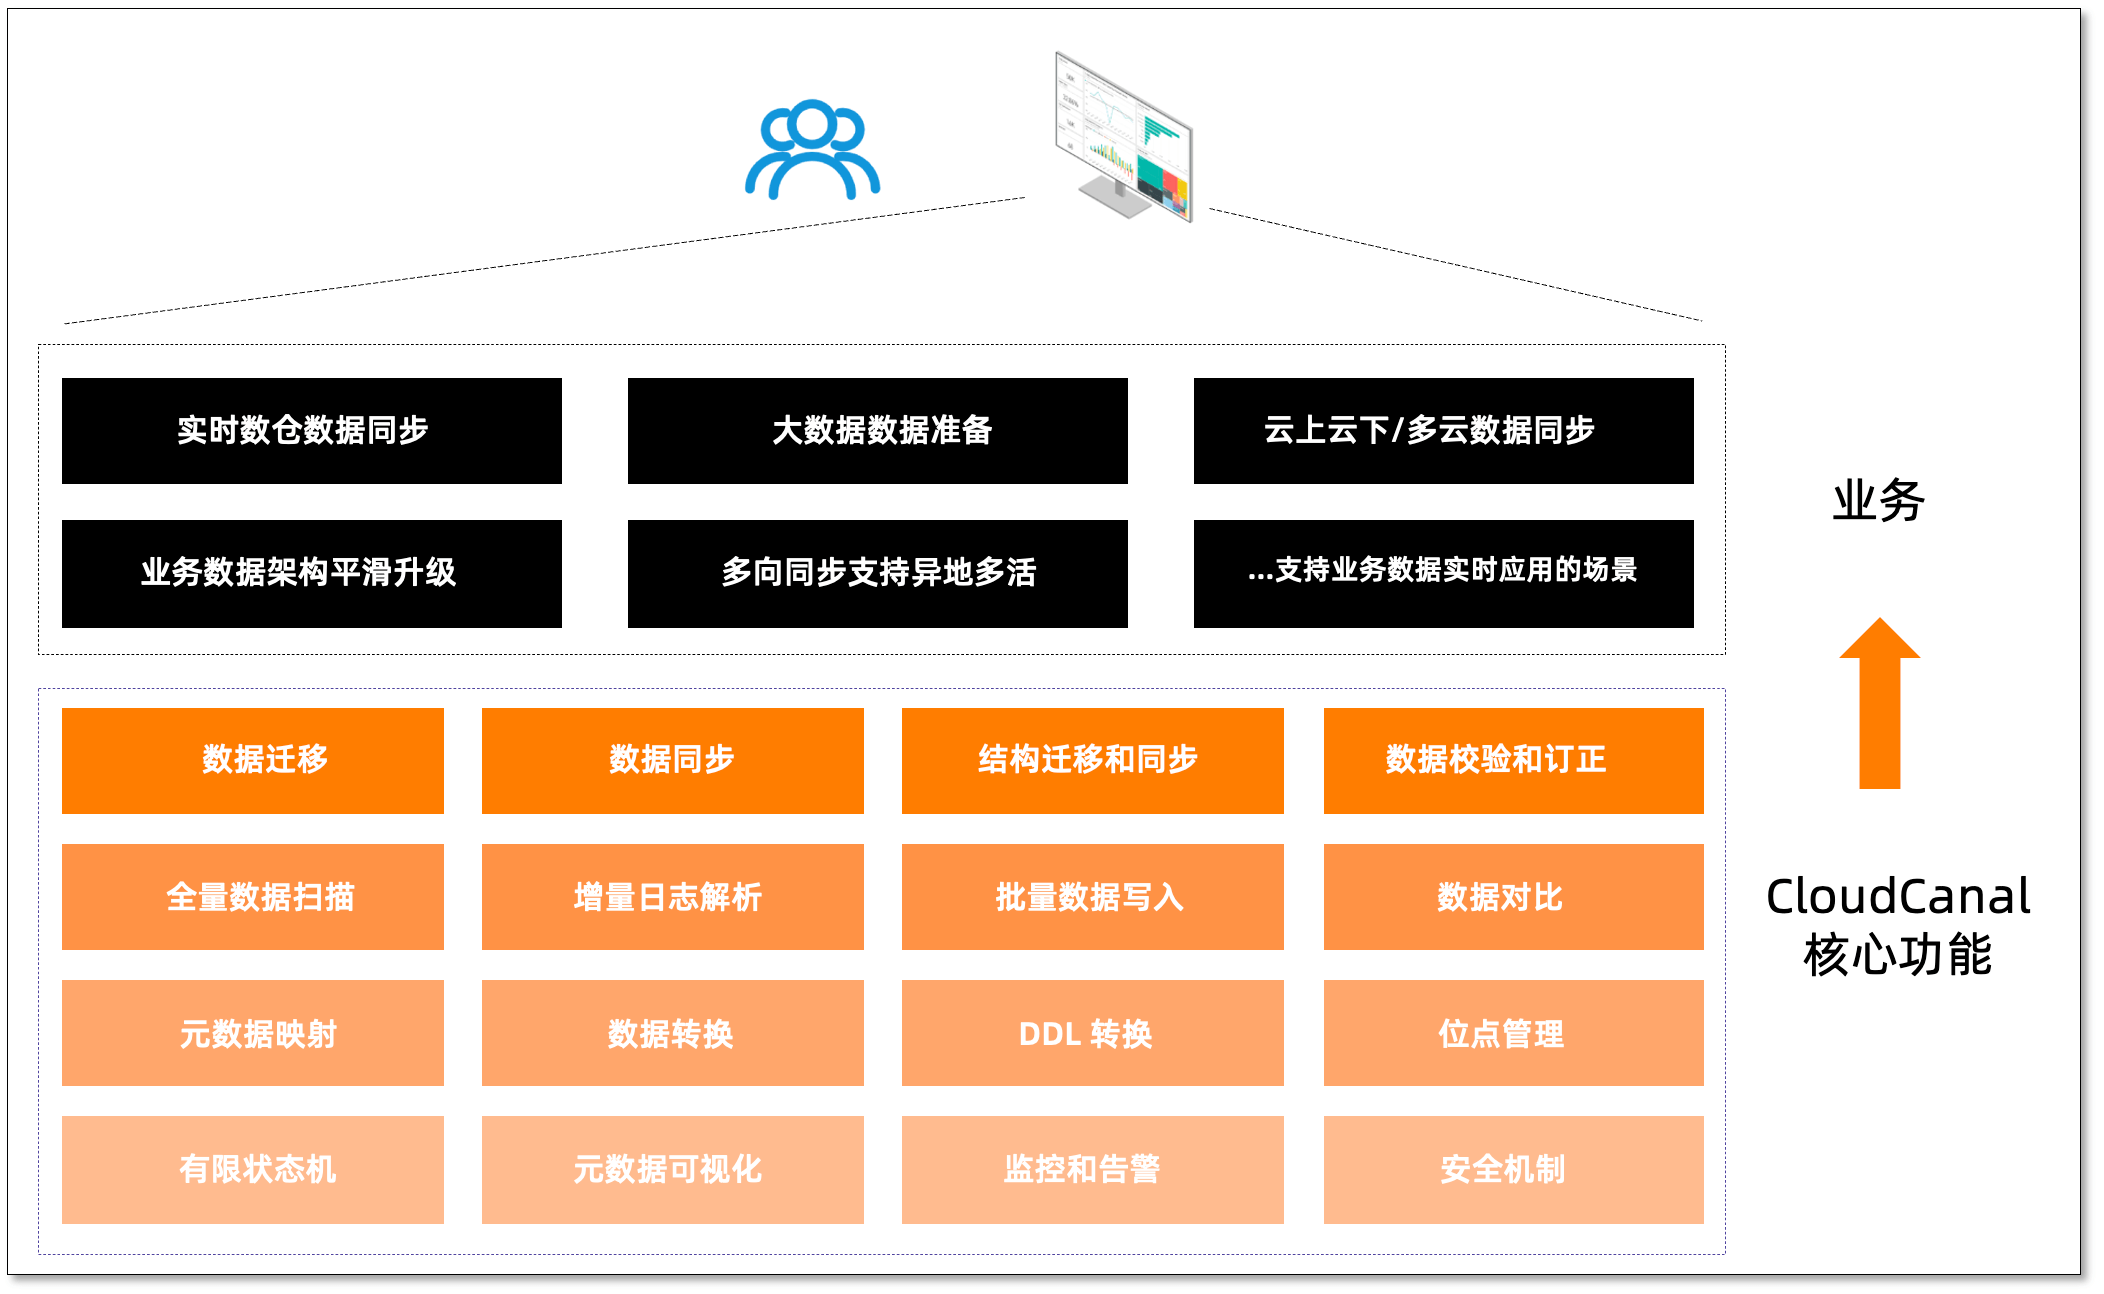 实时数仓数据同步
大数据数据准备
云上云下/多云数据同步
业务数据架构平滑升级
多向同步支持异地多活
...支持业务数据实时应用的场景
业务
数据迁移
数据同步
结构迁移和同步
数据校验和订正
全量数据扫描
增量日志解析
批量数据写入
数据对比
CloudCanal
核心功能
元数据映射
数据转换
DDL 转换
位点管理
有限状态机
元数据可视化
监控和告警
安全机制